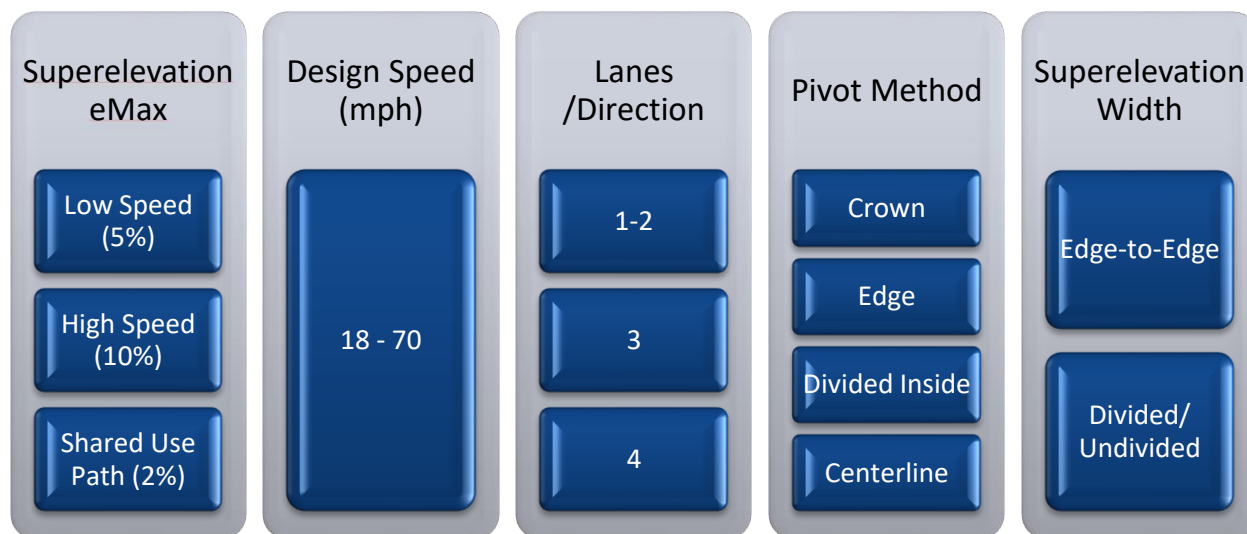 Superelevation
eMax
Low Speed
(5%)
High Speed
(10%)
Shared Use
Path (2%)
Design Speed
(mph)
18 - 70
Lanes
/Direction
1-2
3
4
Pivot Method
Crown
Edge
Divided Inside
Centerline
Superelevation
Width
Edge-to-Edge
Divided/
Undivided